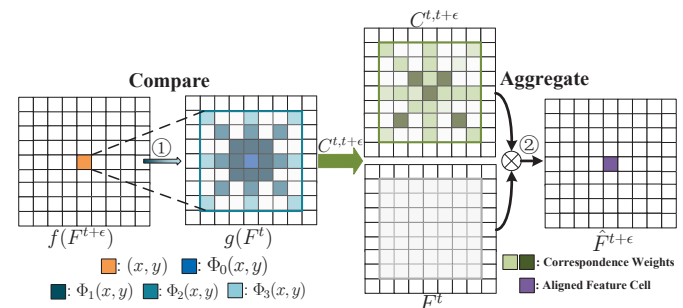 C^{t,t+ϵ}
Compare
Aggregate
①
C^{t,t+ϵ}
②
f(F^{t+ϵ})
g(F^t)
F̂^{t+ϵ}
: (x, y)
: Φ_0(x, y)
: Correspondence Weights
: Φ_1(x, y)
: Φ_2(x, y)
: Φ_3(x, y)
: Aligned Feature Cell
F^t